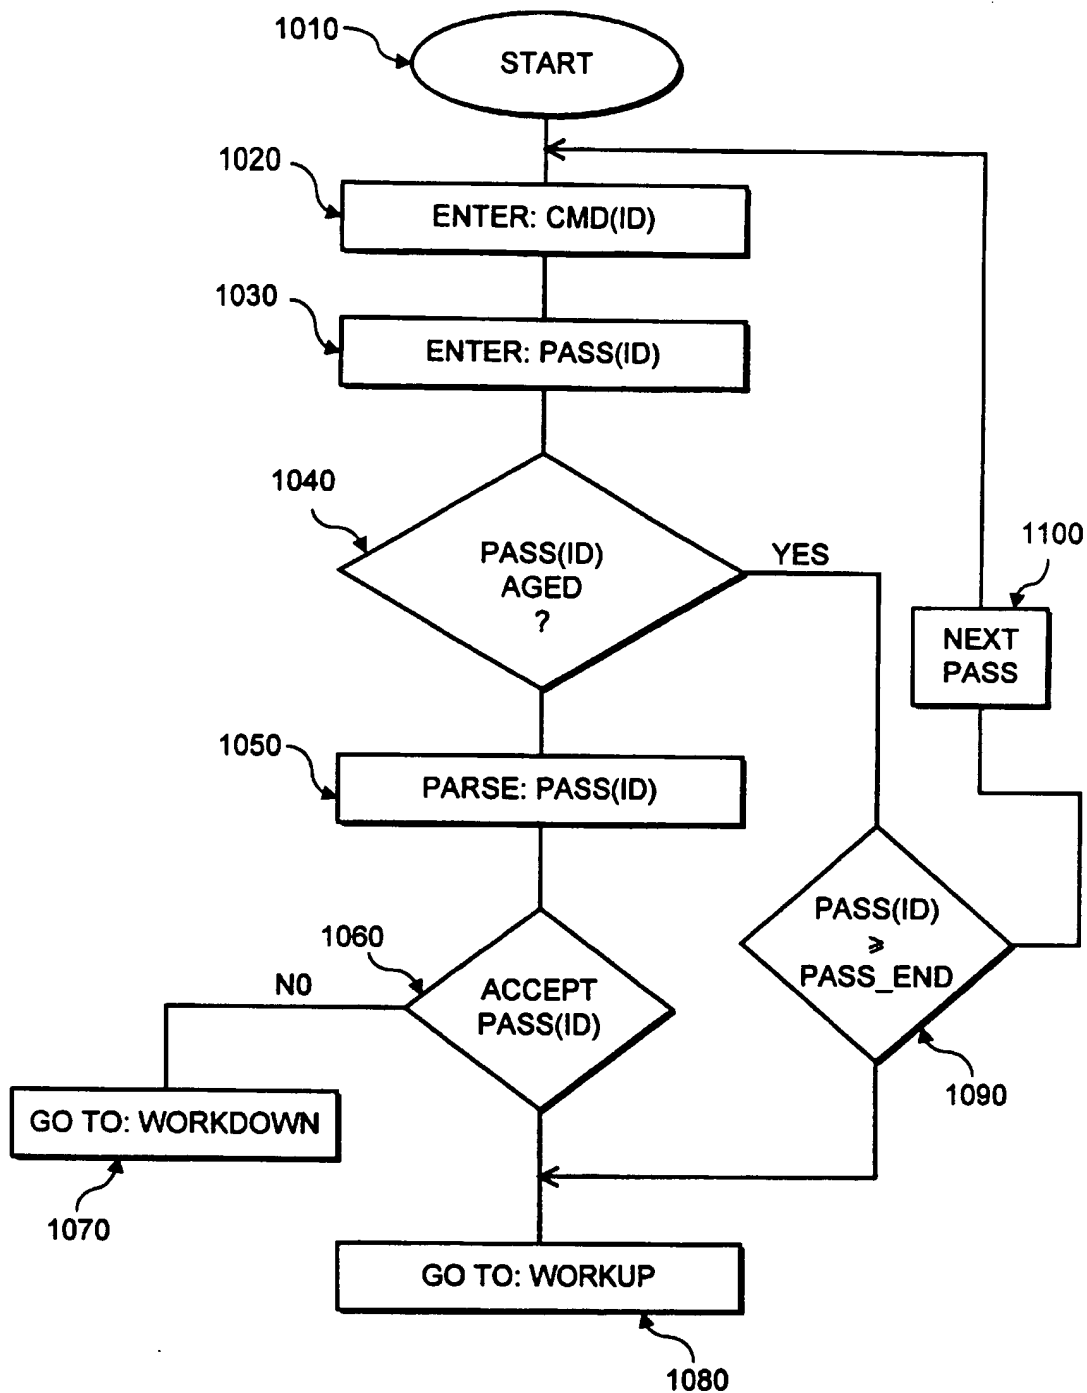 1010
START
1020
ENTER: CMD(ID)
1030
ENTER: PASS(ID)
1040
PASS(ID)
AGED
?
YES
1100
NEXT
PASS
1050
PARSE: PASS(ID)
PASS(ID)
⩾
PASS_END
1090
1060
ACCEPT
PASS(ID)
NO
GO TO: WORKDOWN
1070
GO TO: WORKUP
1080